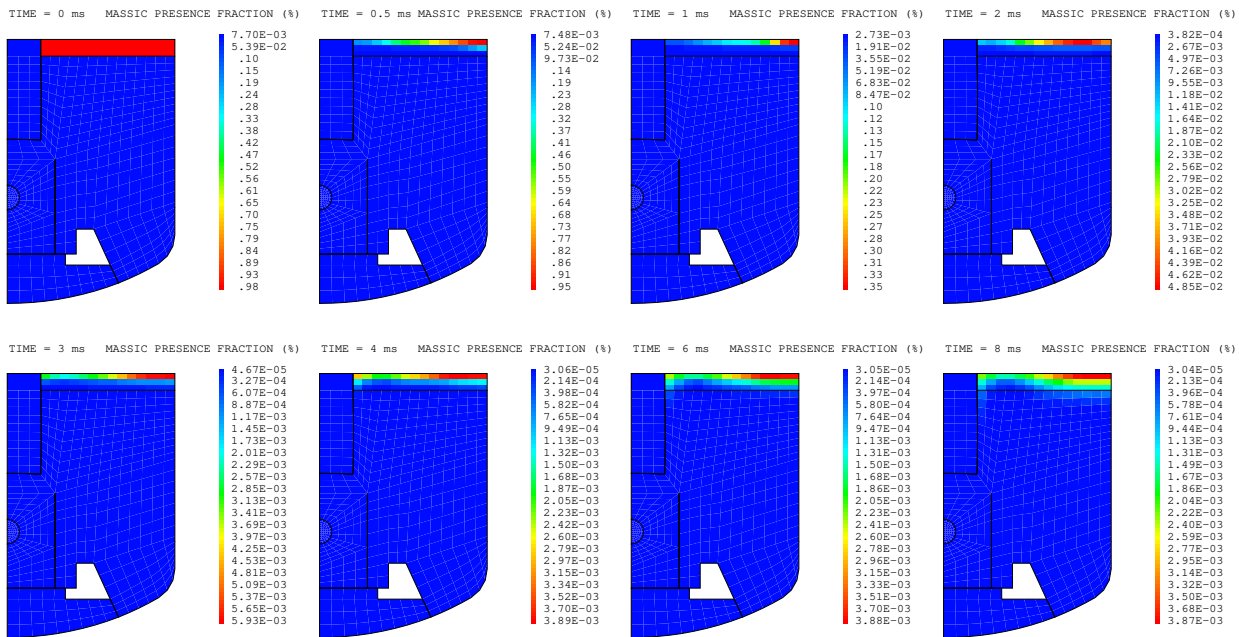 TIME = 0 ms MASSIC PRESENCE FRACTION (%)
7.70E-03
5.39E-02
.10
.15
.19
.24
.28
.33
.38
.42
.47
.52
.56
.61
.65
.70
.75
.79
.84
.89
.93
.98
TIME = 0.5 ms MASSIC PRESENCE FRACTION (%)
7.48E-03
5.24E-02
9.73E-02
.14
.19
.23
.28
.32
.37
.41
.46
.50
.55
.59
.64
.68
.73
.77
.82
.86
.91
.95
TIME = 1 ms MASSIC PRESENCE FRACTION (%)
2.73E-03
1.91E-02
3.55E-02
5.19E-02
6.83E-02
8.47E-02
.10
.12
.13
.15
.17
.18
.20
.22
.23
.25
.27
.28
.30
.31
.33
.35
TIME = 2 ms MASSIC PRESENCE FRACTION (%)
3.82E-04
2.67E-03
4.97E-03
7.26E-03
9.55E-03
1.18E-02
1.41E-02
1.64E-02
1.87E-02
2.10E-02
2.33E-02
2.56E-02
2.79E-02
3.02E-02
3.25E-02
3.48E-02
3.71E-02
3.93E-02
4.16E-02
4.39E-02
4.62E-02
4.85E-02
TIME = 3 ms MASSIC PRESENCE FRACTION (%)
4.67E-05
3.27E-04
6.07E-04
8.87E-04
1.17E-03
1.45E-03
1.73E-03
2.01E-03
2.29E-03
2.57E-03
2.85E-03
3.13E-03
3.41E-03
3.69E-03
3.97E-03
4.25E-03
4.53E-03
4.81E-03
5.09E-03
5.37E-03
5.65E-03
5.93E-03
TIME = 4 ms MASSIC PRESENCE FRACTION (%)
3.06E-05
2.14E-04
3.98E-04
5.82E-04
7.65E-04
9.49E-04
1.13E-03
1.32E-03
1.50E-03
1.68E-03
1.87E-03
2.05E-03
2.23E-03
2.42E-03
2.60E-03
2.79E-03
2.97E-03
3.15E-03
3.34E-03
3.52E-03
3.70E-03
3.89E-03
TIME = 6 ms MASSIC PRESENCE FRACTION (%)
3.05E-05
2.14E-04
3.97E-04
5.80E-04
7.64E-04
9.47E-04
1.13E-03
1.31E-03
1.50E-03
1.68E-03
1.86E-03
2.05E-03
2.23E-03
2.41E-03
2.60E-03
2.78E-03
2.96E-03
3.15E-03
3.33E-03
3.51E-03
3.70E-03
3.88E-03
TIME = 8 ms MASSIC PRESENCE FRACTION (%)
3.04E-05
2.13E-04
3.96E-04
5.78E-04
7.61E-04
9.44E-04
1.13E-03
1.31E-03
1.49E-03
1.67E-03
1.86E-03
2.04E-03
2.22E-03
2.40E-03
2.59E-03
2.77E-03
2.95E-03
3.14E-03
3.32E-03
3.50E-03
3.68E-03
3.87E-03